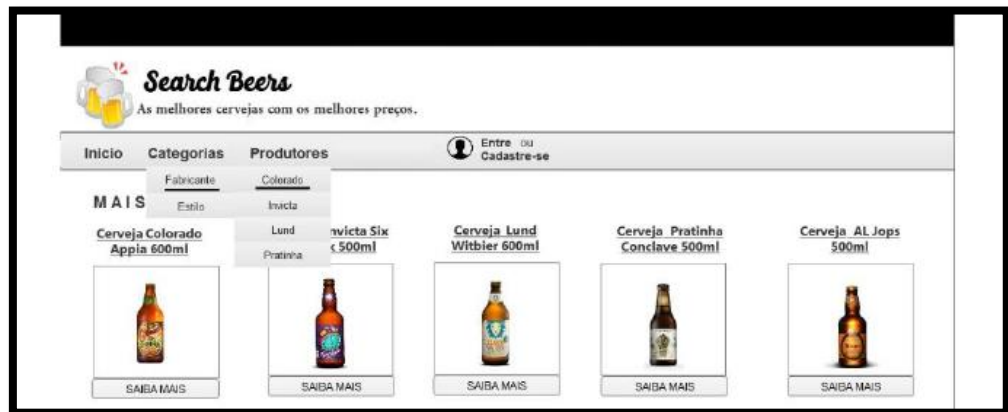 Search Beers
As melhores cervejas com os melhores preços.
Inicio Categorias Produtores
Entre ou
Cadastre-se
Fabricante
Estilo
Colorado
Invicta
Lund
Pratinha
MAIS
Cerveja Colorado
Appia 600ml
Invicta Six
500ml
Cerveja Lund
Witbier 600ml
Cerveja Pratinha
Conclave 500ml
Cerveja AL Jops
500ml
SAIBA MAIS
SAIBA MAIS
SAIBA MAIS
SAIBA MAIS
SAIBA MAIS